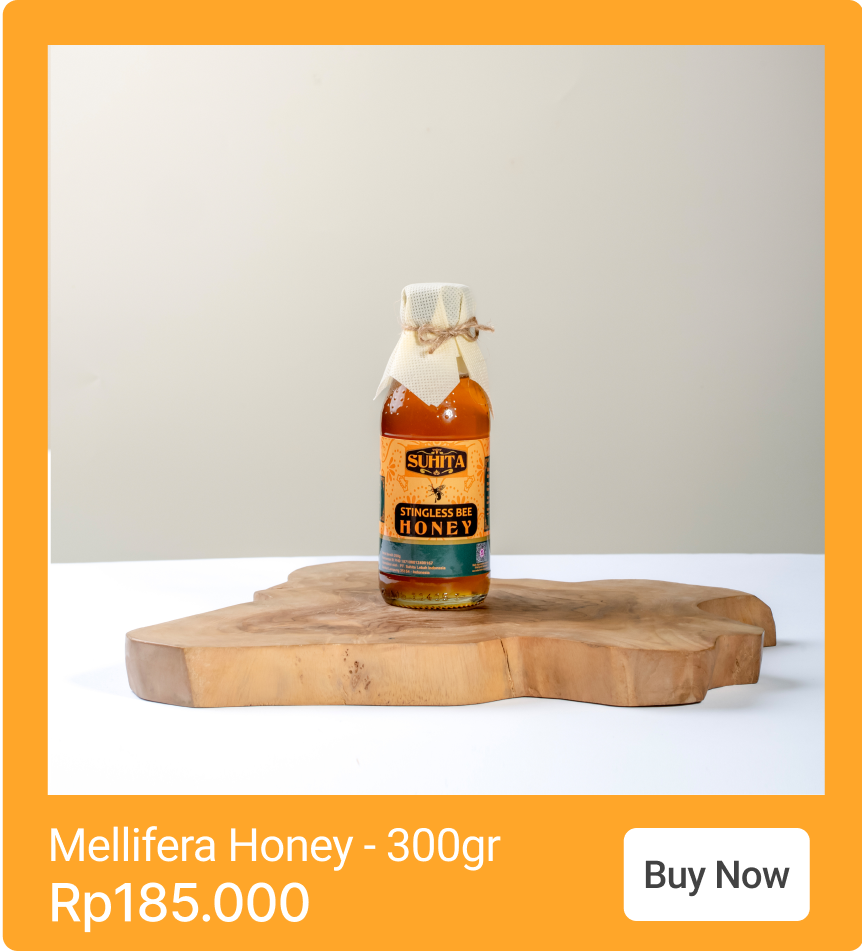 SUHITA
STINGLESS BEE
HONEY
Mellifera Honey - 300gr
Rp185.000
Buy Now